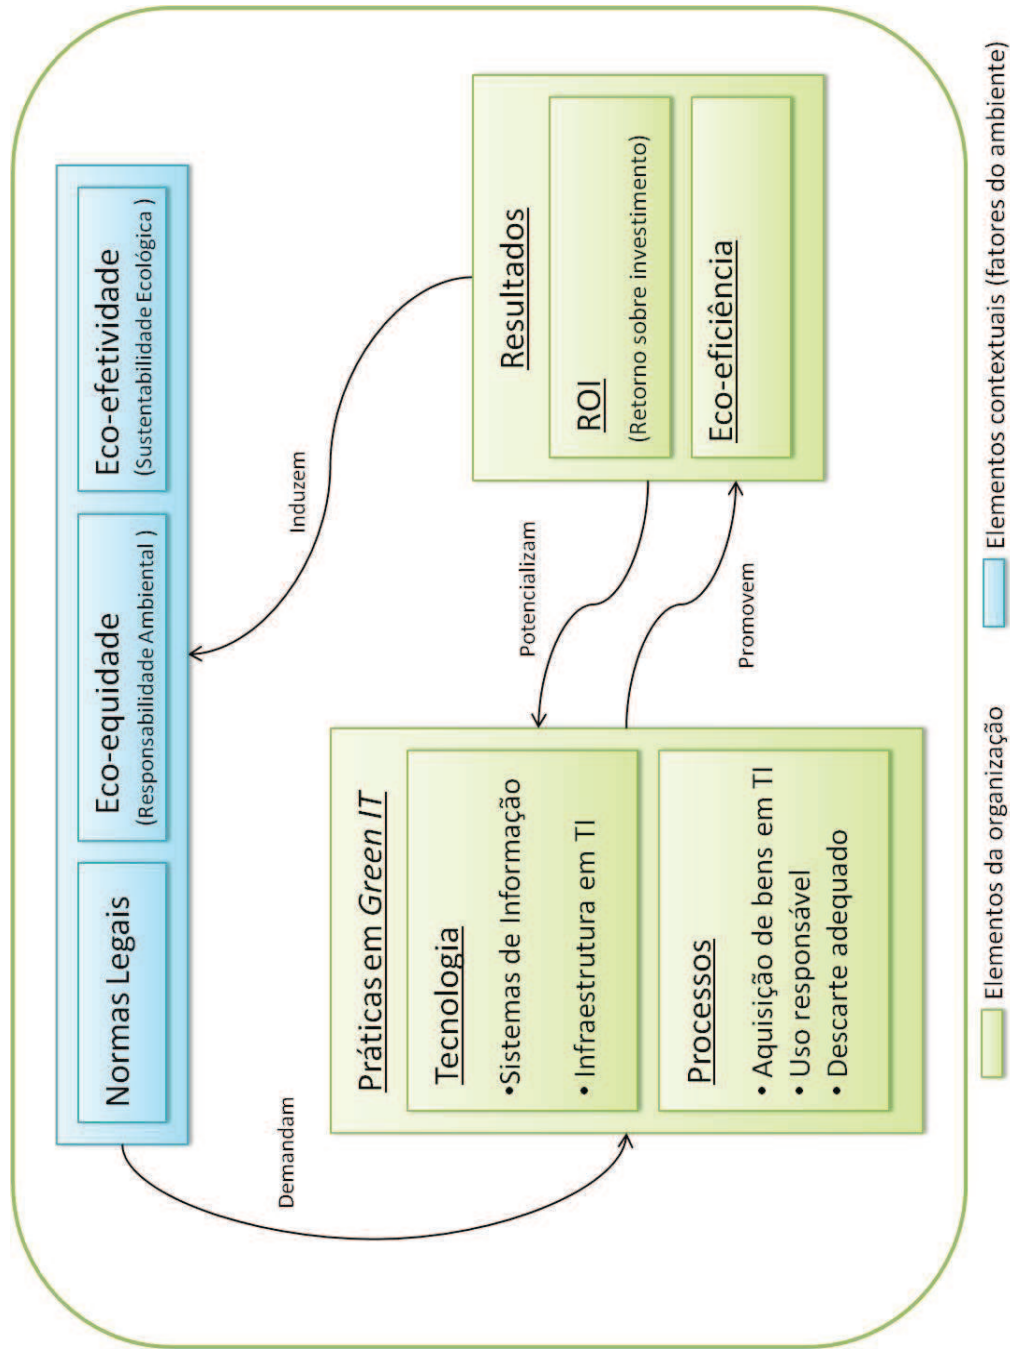 Normas Legais
Eco-equidade
(Responsabilidade Ambiental )
Eco-efetividade
(Sustentabilidade Ecológica )
Demandam
Induzem
Práticas em Green IT
Tecnologia
•Sistemas de Informação
• Infraestrutura em TI
Processos
• Aquisição de bens em TI
• Uso responsável
• Descarte adequado
Potencializam
Promovem
Resultados
ROI
(Retorno sobre investimento)
Eco-eficiência
Elementos da organização
Elementos contextuais (fatores do ambiente)